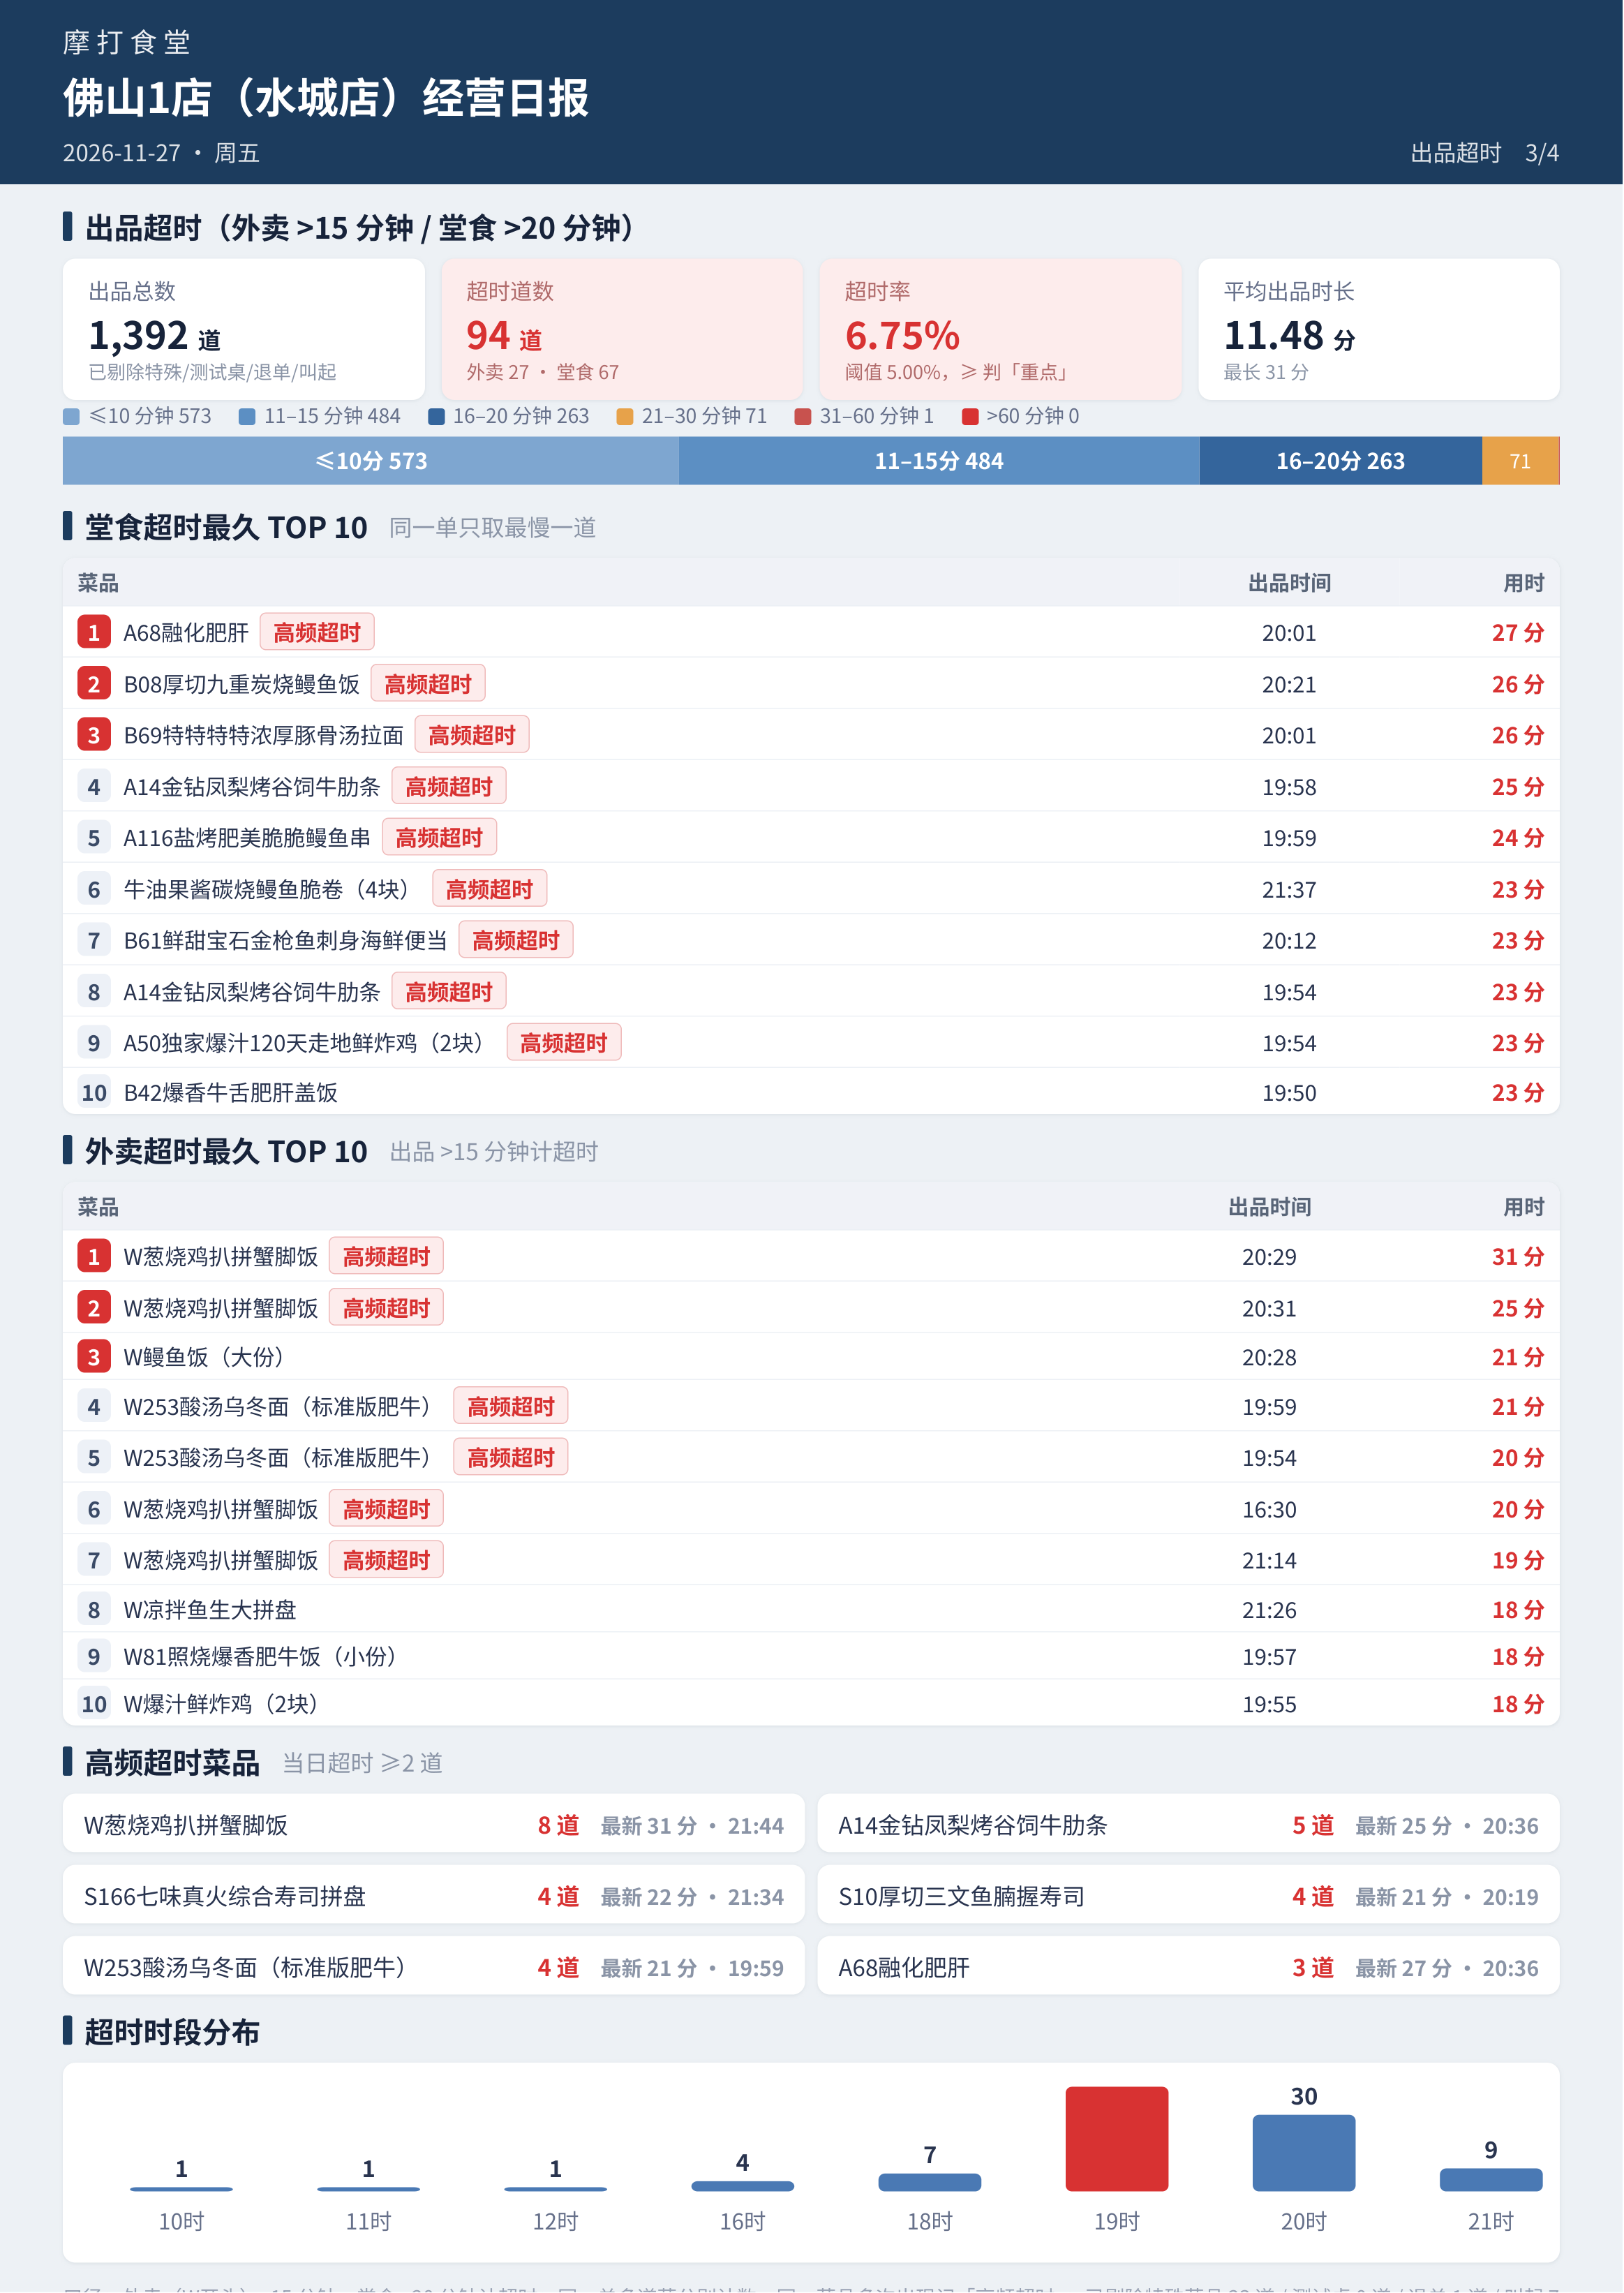 摩打食堂
佛山1店（水城店）经营日报
2026-11-27 · 周五
出品超时 3/4
出品超时（外卖 >15 分钟 / 堂食 >20 分钟）
出品总数
1,392 道
已剔除特殊/测试桌/退单/叫起
超时道数
94 道
外卖 27 · 堂食 67
超时率
6.75%
阈值 5.00%，≥ 判「重点」
平均出品时长
11.48 分
最长 31 分
≤10 分钟 573 11–15 分钟 484 16–20 分钟 263 21–30 分钟 71 31–60 分钟 1 >60 分钟 0
≤10分 573 11–15分 484 16–20分 263 71
堂食超时最久 TOP 10 同一单只取最慢一道
菜品 出品时间 用时
1 A68融化肥肝 高频超时 20:01 27 分
2 B08厚切九重炭烧鳗鱼饭 高频超时 20:21 26 分
3 B69特特特特浓厚豚骨汤拉面 高频超时 20:01 26 分
4 A14金钻凤梨烤谷饲牛肋条 高频超时 19:58 25 分
5 A116盐烤肥美脆脆鳗鱼串 高频超时 19:59 24 分
6 牛油果酱碳烧鳗鱼脆卷（4块） 高频超时 21:37 23 分
7 B61鲜甜宝石金枪鱼刺身海鲜便当 高频超时 20:12 23 分
8 A14金钻凤梨烤谷饲牛肋条 高频超时 19:54 23 分
9 A50独家爆汁120天走地鲜炸鸡（2块） 高频超时 19:54 23 分
10 B42爆香牛舌肥肝盖饭 19:50 23 分
外卖超时最久 TOP 10 出品 >15 分钟计超时
菜品 出品时间 用时
1 W葱烧鸡扒拼蟹脚饭 高频超时 20:29 31 分
2 W葱烧鸡扒拼蟹脚饭 高频超时 20:31 25 分
3 W鳗鱼饭（大份） 20:28 21 分
4 W253酸汤乌冬面（标准版肥牛） 高频超时 19:59 21 分
5 W253酸汤乌冬面（标准版肥牛） 高频超时 19:54 20 分
6 W葱烧鸡扒拼蟹脚饭 高频超时 16:30 20 分
7 W葱烧鸡扒拼蟹脚饭 高频超时 21:14 19 分
8 W凉拌鱼生大拼盘 21:26 18 分
9 W81照烧爆香肥牛饭（小份） 19:57 18 分
10 W爆汁鲜炸鸡（2块） 19:55 18 分
高频超时菜品 当日超时 ≥2 道
W葱烧鸡扒拼蟹脚饭 8 道 最新 31 分 · 21:44
A14金钻凤梨烤谷饲牛肋条 5 道 最新 25 分 · 20:36
S166七味真火综合寿司拼盘 4 道 最新 22 分 · 21:34
S10厚切三文鱼腩握寿司 4 道 最新 21 分 · 20:19
W253酸汤乌冬面（标准版肥牛） 4 道 最新 21 分 · 19:59
A68融化肥肝 3 道 最新 27 分 · 20:36
超时时段分布
1 1 1 4 7 30 9
10时 11时 12时 16时 18时 19时 20时 21时